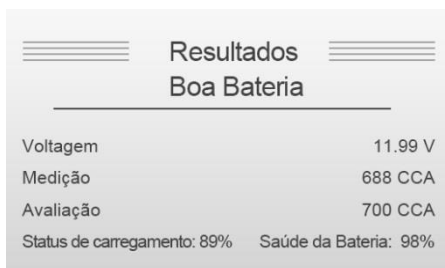 Resultados
Boa Bateria
Voltagem 11.99 V
Medição 688 CCA
Avaliação 700 CCA
Status de carregamento: 89% Saúde da Bateria: 98%